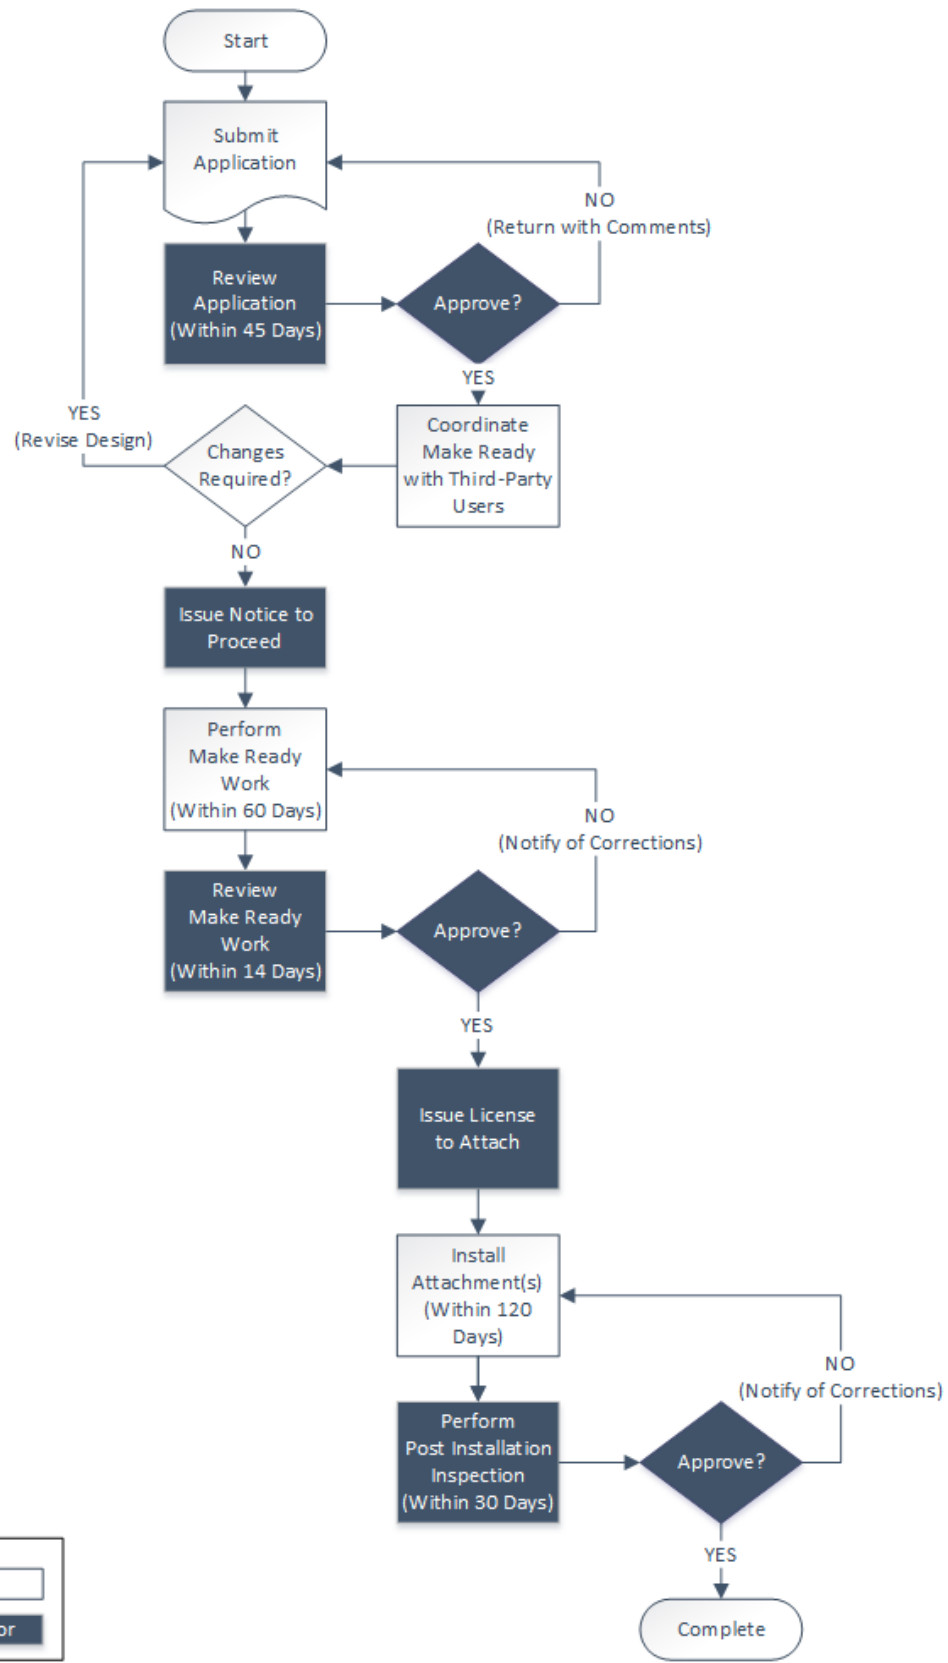 Start
Submit
Application
NO
(Return with Comments)
Review
Application
(Within 45 Days)
Approve?
YES
YES
(Revise Design)
Changes
Required?
Coordinate
Make Ready
with Third-Party
Users
NO
Issue Notice to
Proceed
Perform
Make Ready
Work
(Within 60 Days)
NO
(Notify of Corrections)
Review
Make Ready
Work
(Within 14 Days)
Approve?
YES
Issue License
to Attach
Install
Attachment(s)
(Within 120
Days)
NO
(Notify of Corrections)
Perform
Post Installation
Inspection
(Within 30 Days)
Approve?
YES
Complete